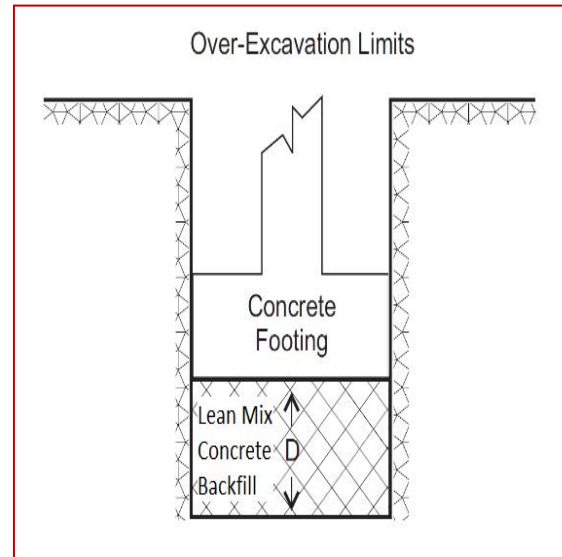 Over-Excavation Limits
Concrete
Footing
Lean Mix
Concrete D
Backfill